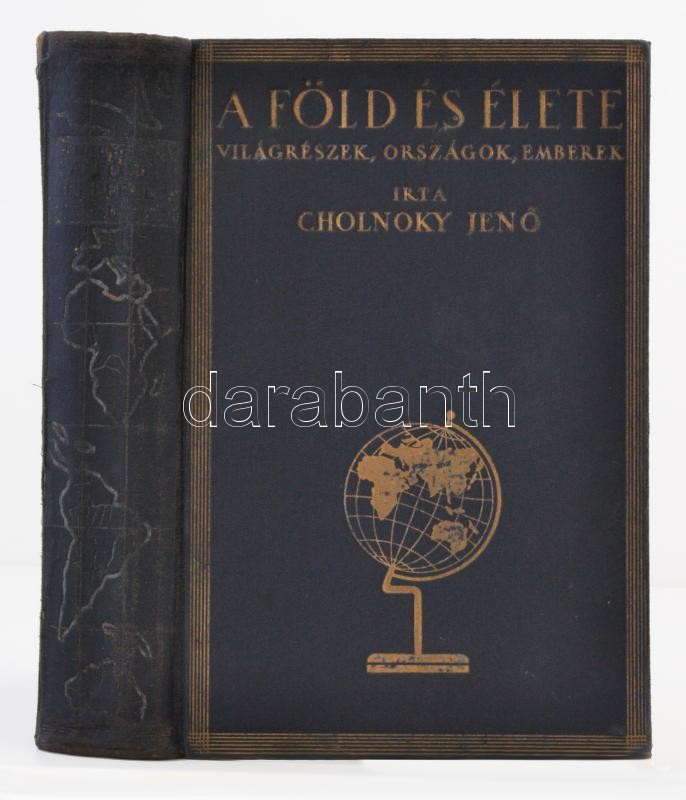 A FÖLD ÉS ÉLETE
VILÁGRÉSZEK, ORSZÁGOK, EMBEREK
IRTA
CHOLNOKY JENŐ
darabanth